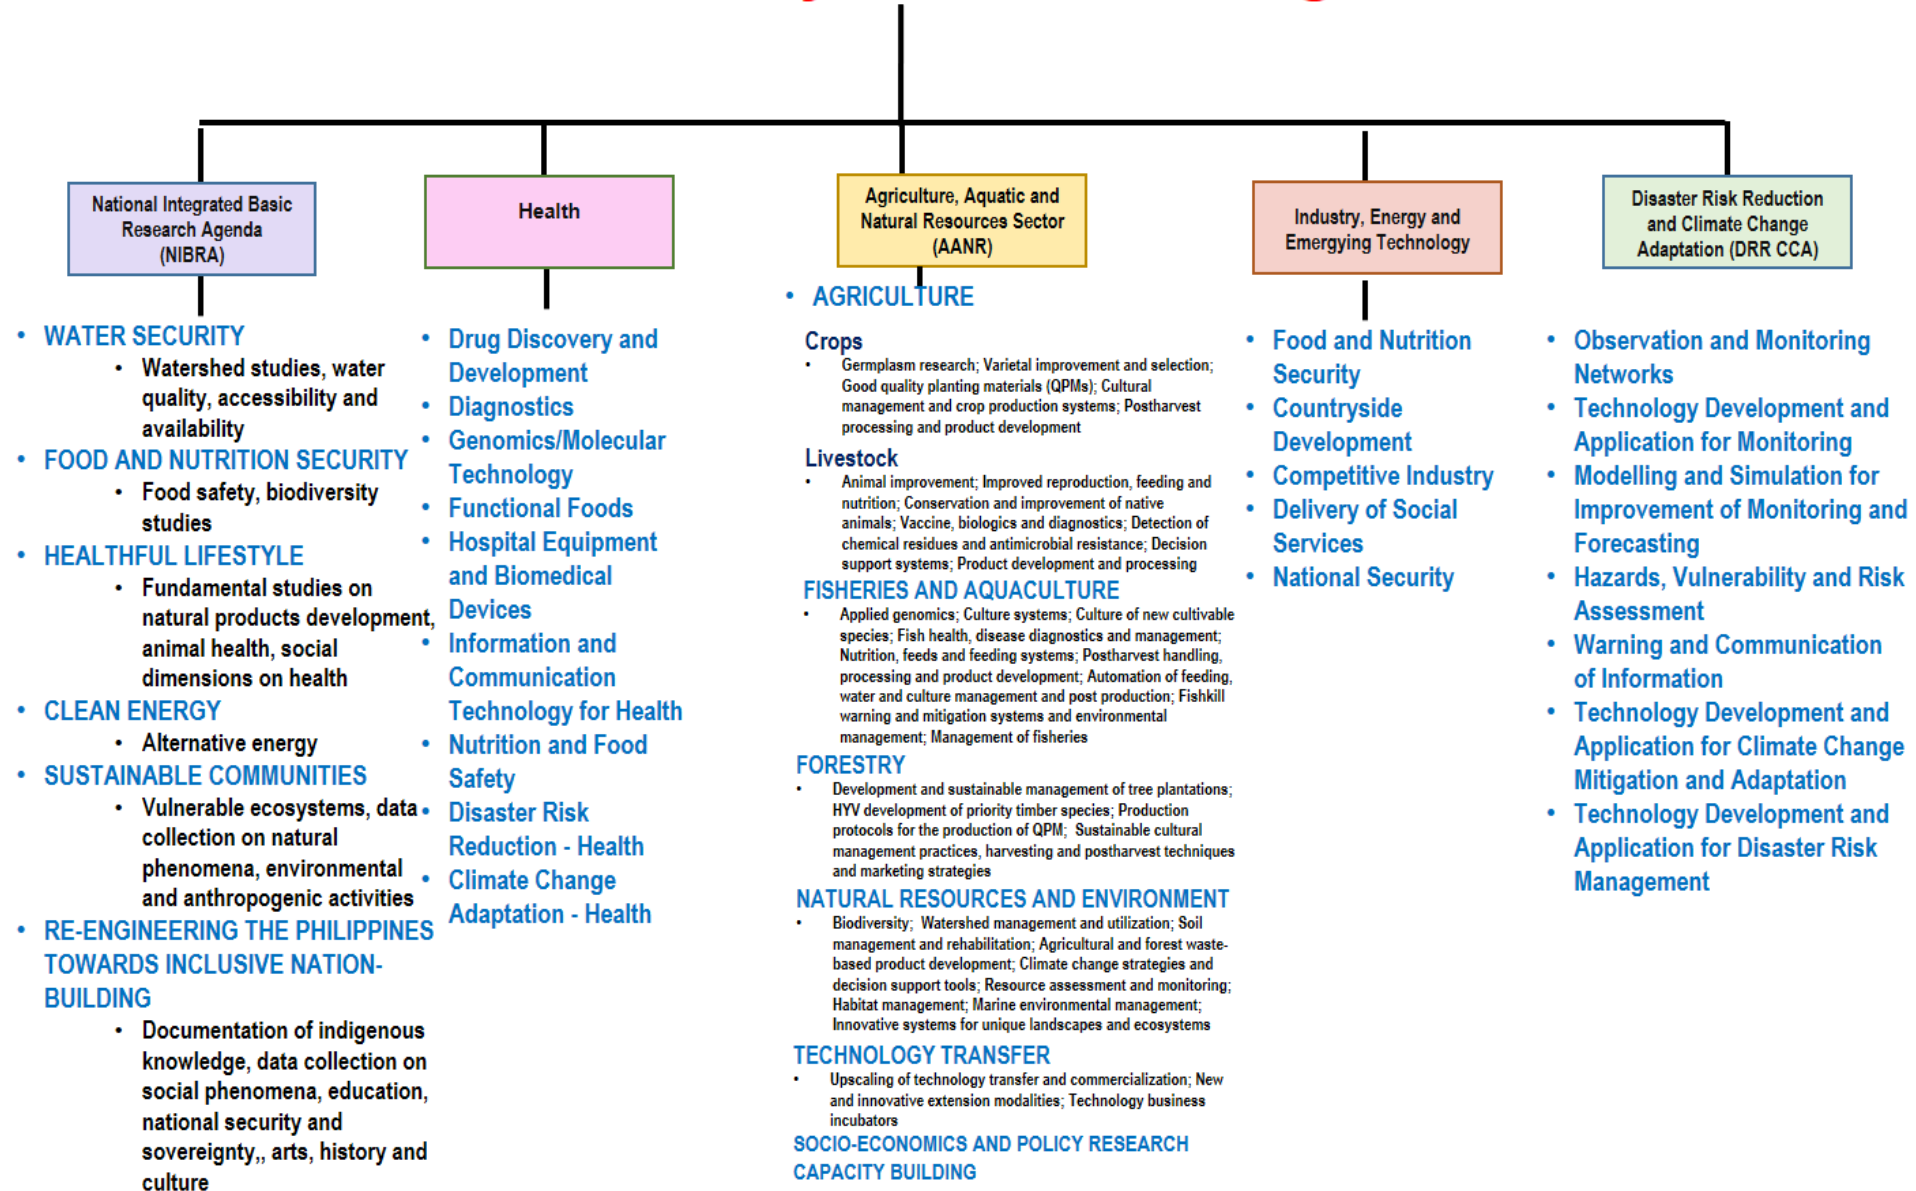 National Integrated Basic
Research Agenda
(NIBRA)
• WATER SECURITY
• Watershed studies, water
quality, accessibility and
availability
• FOOD AND NUTRITION SECURITY
• Food safety, biodiversity
studies
• HEALTHFUL LIFESTYLE
• Fundamental studies on
natural products development,
animal health, social
dimensions on health
• CLEAN ENERGY
• Alternative energy
• SUSTAINABLE COMMUNITIES
• Vulnerable ecosystems, data
collection on natural
phenomena, environmental
and anthropogenic activities
• RE-ENGINEERING THE PHILIPPINES
TOWARDS INCLUSIVE NATION-
BUILDING
• Documentation of indigenous
knowledge, data collection on
social phenomena, education,
national security and
sovereignty,, arts, history and
culture
Health
• Drug Discovery and
Development
• Diagnostics
• Genomics/Molecular
Technology
• Functional Foods
• Hospital Equipment
and Biomedical
Devices
• Information and
Communication
Technology for Health
• Nutrition and Food
Safety
• Disaster Risk
Reduction - Health
• Climate Change
Adaptation - Health
Agriculture, Aquatic and
Natural Resources Sector
(AANR)
• AGRICULTURE
Crops
• Germplasm research; Varietal improvement and selection;
Good quality planting materials (QPMs); Cultural
management and crop production systems; Postharvest
processing and product development
Livestock
• Animal improvement; Improved reproduction, feeding and
nutrition; Conservation and improvement of native
animals; Vaccine, biologics and diagnostics; Detection of
chemical residues and antimicrobial resistance; Decision
support systems; Product development and processing
FISHERIES AND AQUACULTURE
• Applied genomics; Culture systems; Culture of new cultivable
species; Fish health, disease diagnostics and management;
Nutrition, feeds and feeding systems; Postharvest handling,
processing and product development; Automation of feeding,
water and culture management and post production; Fishkill
warning and mitigation systems and environmental
management; Management of fisheries
FORESTRY
• Development and sustainable management of tree plantations;
HYV development of priority timber species; Production
protocols for the production of QPM; Sustainable cultural
management practices, harvesting and postharvest techniques
and marketing strategies
NATURAL RESOURCES AND ENVIRONMENT
• Biodiversity; Watershed management and utilization; Soil
management and rehabilitation; Agricultural and forest waste-
based product development; Climate change strategies and
decision support tools; Resource assessment and monitoring;
Habitat management; Marine environmental management;
Innovative systems for unique landscapes and ecosystems
TECHNOLOGY TRANSFER
• Upscaling of technology transfer and commercialization; New
and innovative extension modalities; Technology business
incubators
SOCIO-ECONOMICS AND POLICY RESEARCH
CAPACITY BUILDING
Industry, Energy and
Emergying Technology
• Food and Nutrition
Security
• Countryside
Development
• Competitive Industry
• Delivery of Social
Services
• National Security
Disaster Risk Reduction
and Climate Change
Adaptation (DRR CCA)
• Observation and Monitoring
Networks
• Technology Development and
Application for Monitoring
• Modelling and Simulation for
Improvement of Monitoring and
Forecasting
• Hazards, Vulnerability and Risk
Assessment
• Warning and Communication
of Information
• Technology Development and
Application for Climate Change
Mitigation and Adaptation
• Technology Development and
Application for Disaster Risk
Management